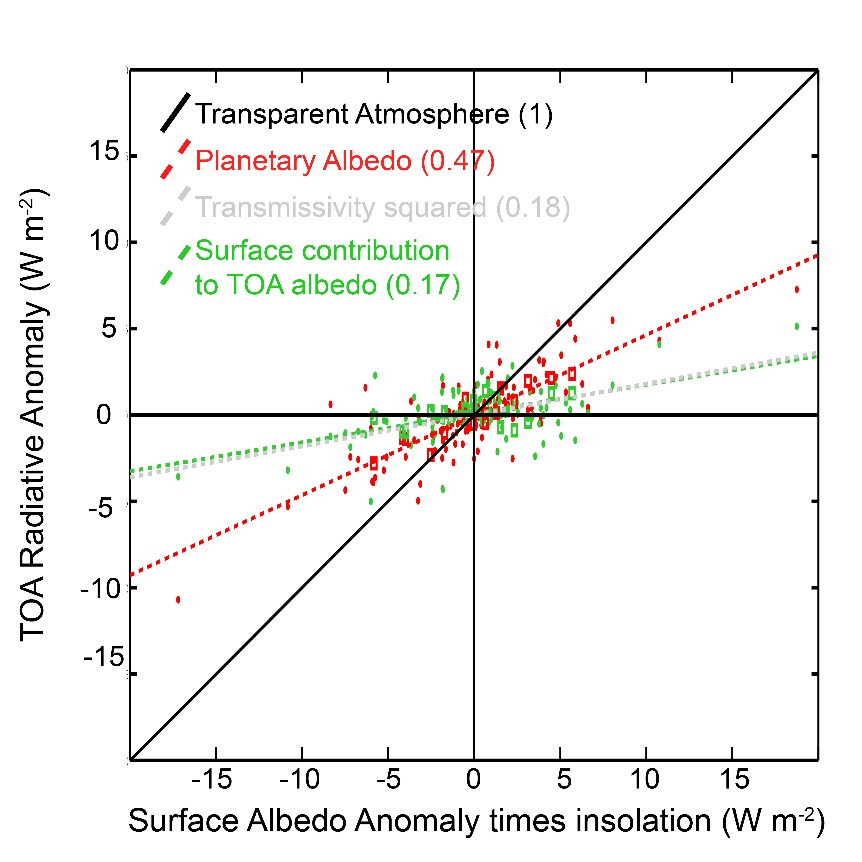 Transparent Atmosphere (1)
Planetary Albedo (0.47)
Transmissivity squared (0.18)
Surface contribution
to TOA albedo (0.17)
TOA Radiative Anomaly (W m-2)
15
10
5
0
-5
-10
-15
-15 -10 -5 0 5 10 15
Surface Albedo Anomaly times insolation (W m-2)